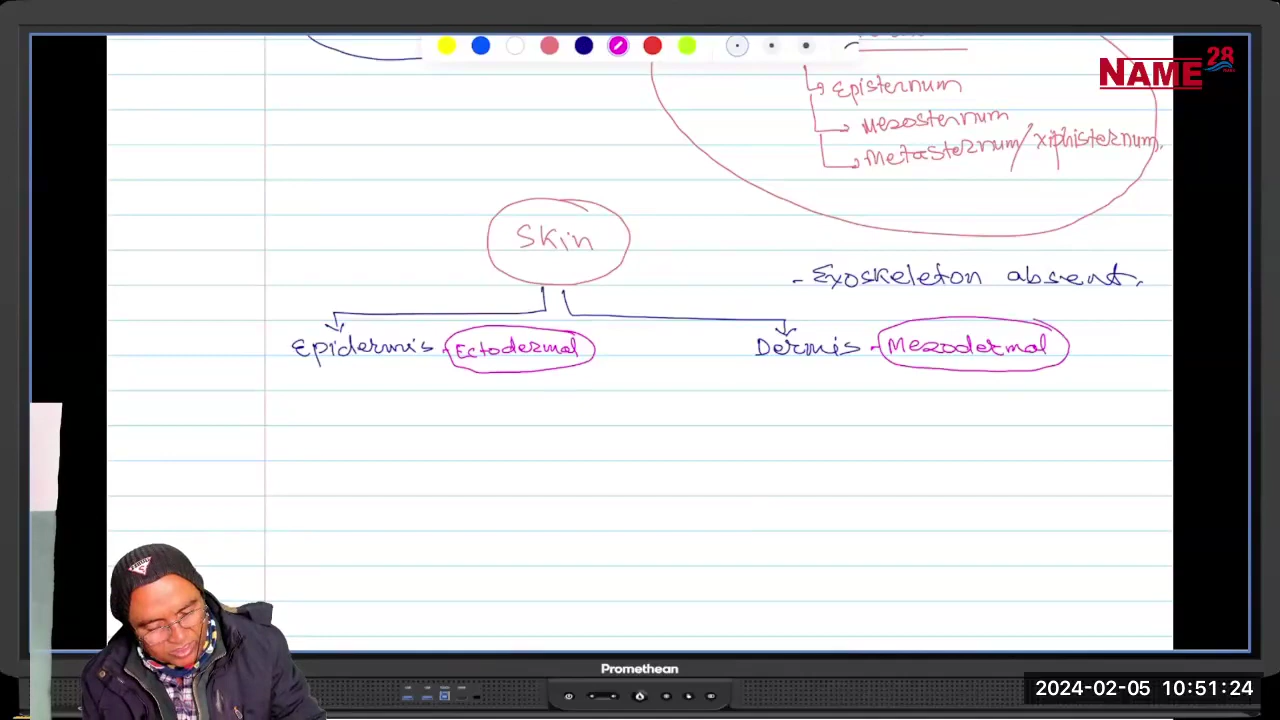 NAME 28
Episternum
Mesosternum
Metasternum/xiphisternum.
Skin
- Exoskeleton absent.
Epidermis - Ectodermal
Dermis - Mesodermal
Promethean
2024-02-05 10:51:24